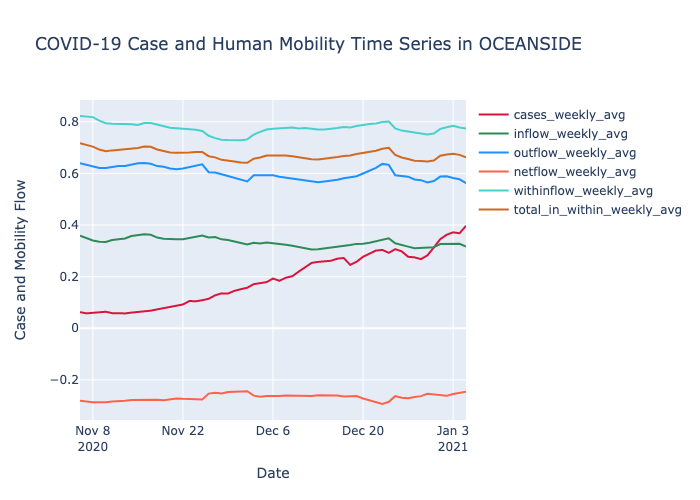 COVID-19 Case and Human Mobility Time Series in OCEANSIDE
cases_weekly_avg
inflow_weekly_avg
outflow_weekly_avg
netflow_weekly_avg
withinflow_weekly_avg
total_in_within_weekly_avg
Case and Mobility Flow
0.8
0.6
0.4
0.2
0
−0.2
Nov 8
2020
Nov 22
Dec 6
Dec 20
Jan 3
2021
Date